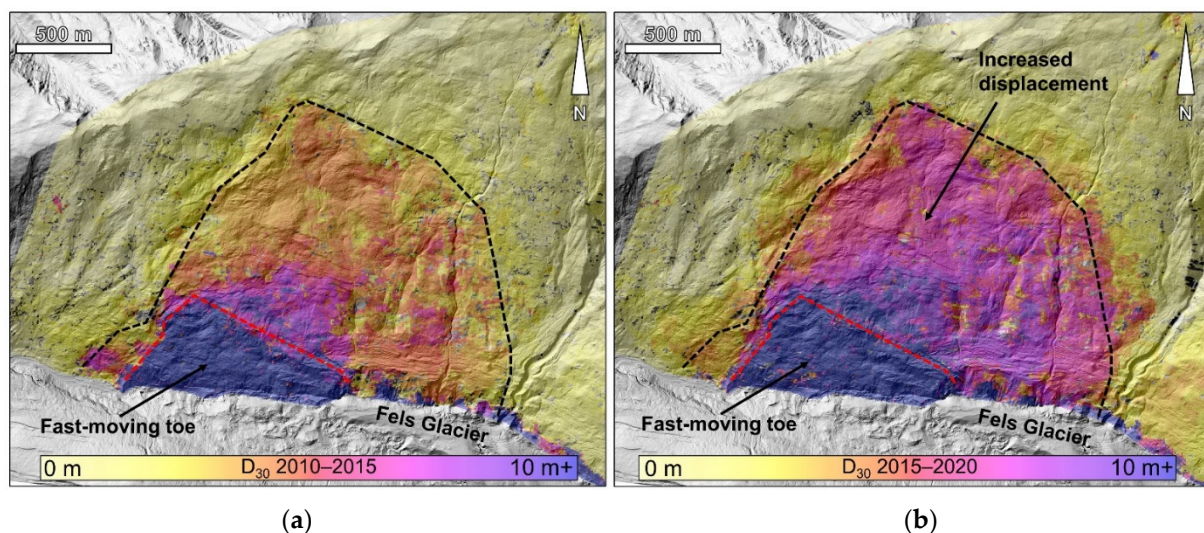 500 m
N
Fast-moving toe
Fels Glacier
0 m D₃₀ 2010–2015 10 m+
(a)
500 m
Increased
displacement
N
Fast-moving toe
Fels Glacier
0 m D₃₀ 2015–2020 10 m+
(b)